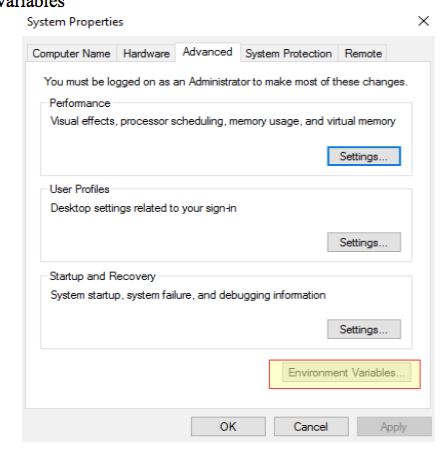 variables
System Properties
Computer Name Hardware Advanced System Protection Remote
You must be logged on as an Administrator to make most of these changes.
Performance
Visual effects, processor scheduling, memory usage, and virtual memory
Settings...
User Profiles
Desktop settings related to your sign-in
Settings...
Startup and Recovery
System startup, system failure, and debugging information
Settings...
Environment Variables...
OK Cancel Apply